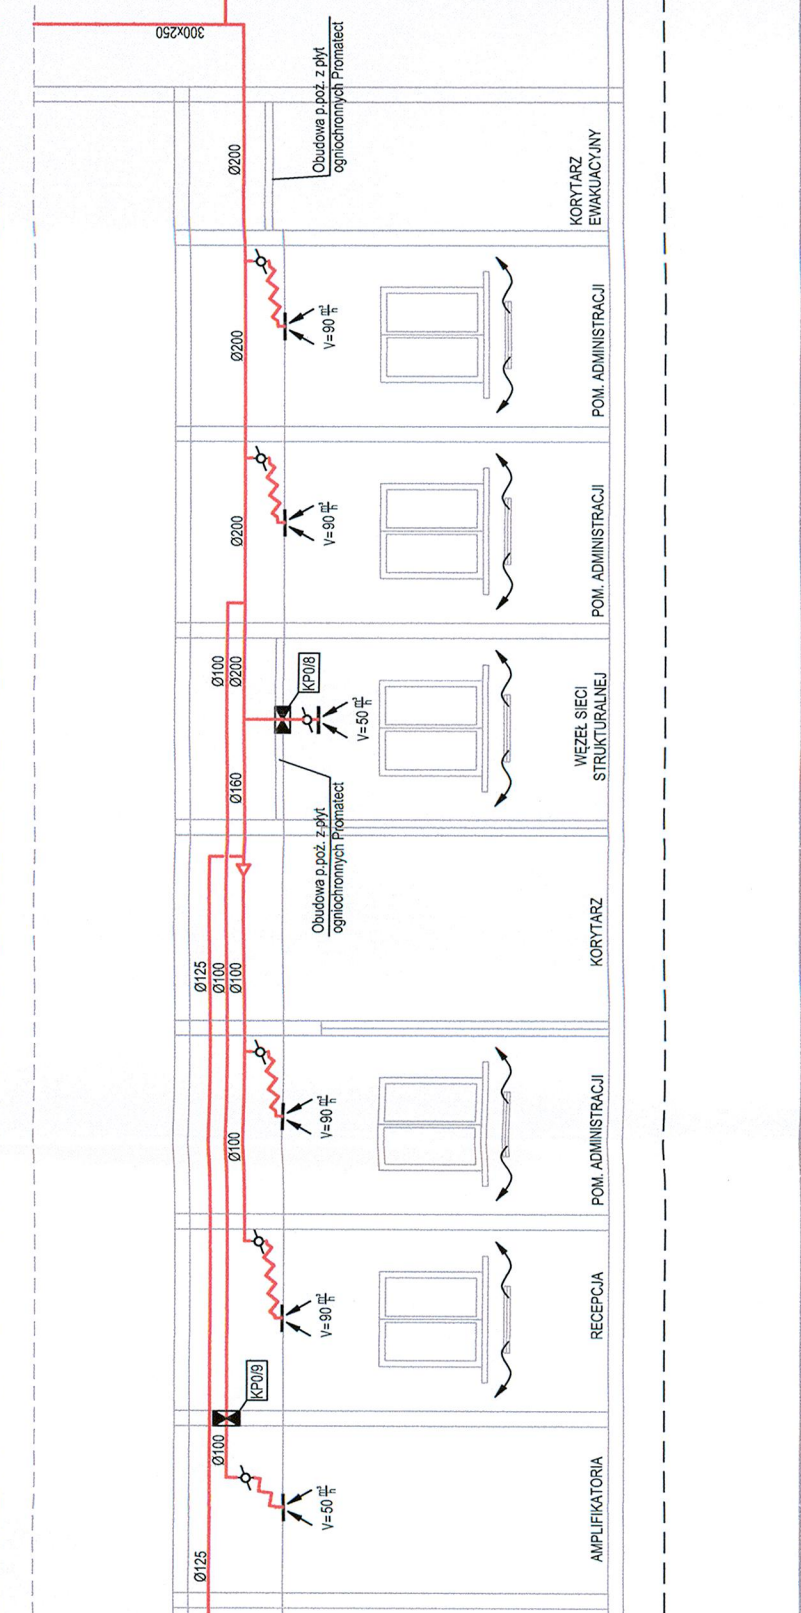 300x250
Ø200
Obudowa p.poż. z płyt
ogniochronnych Promatect
KORYTARZ
EWAKUACYJNY
Ø200
V=90 m³/h
POM. ADMINISTRACJI
Ø200
V=90 m³/h
POM. ADMINISTRACJI
Ø100
Ø200
KP0/8
V=50 m³/h
WĘZEŁ SIECI
STRUKTURALNEJ
Ø160
Obudowa p.poż. z płyt
ogniochronnych Promatect
Ø125
Ø100
Ø100
KORYTARZ
Ø100
V=90 m³/h
POM. ADMINISTRACJI
V=90 m³/h
RECEPCJA
KP0/9
Ø100
V=50 m³/h
AMPLIFIKATORIA
Ø125